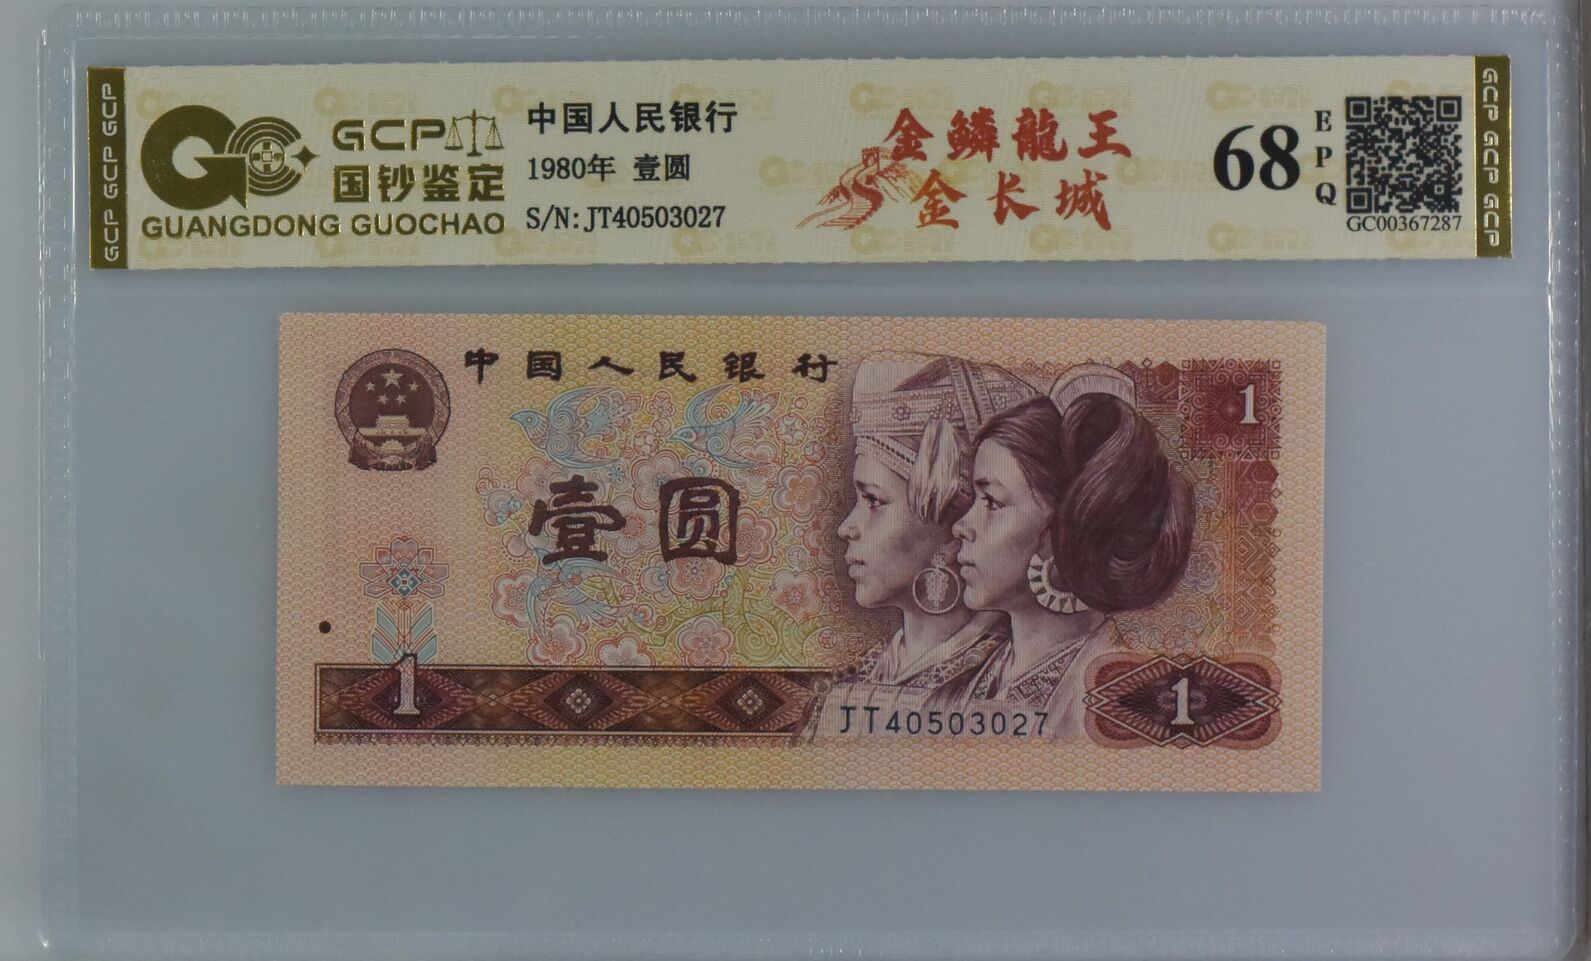 GCP GCP GCP
GCP
国钞鉴定
GUANGDONG GUOCHAO
中国人民银行
1980年 壹圆
S/N: JT40503027
金鳞龍王
金长城
68
EPQ
GC00367287
GCP GCP GCP
中国人民银行
1
壹圆
1
JT40503027
1